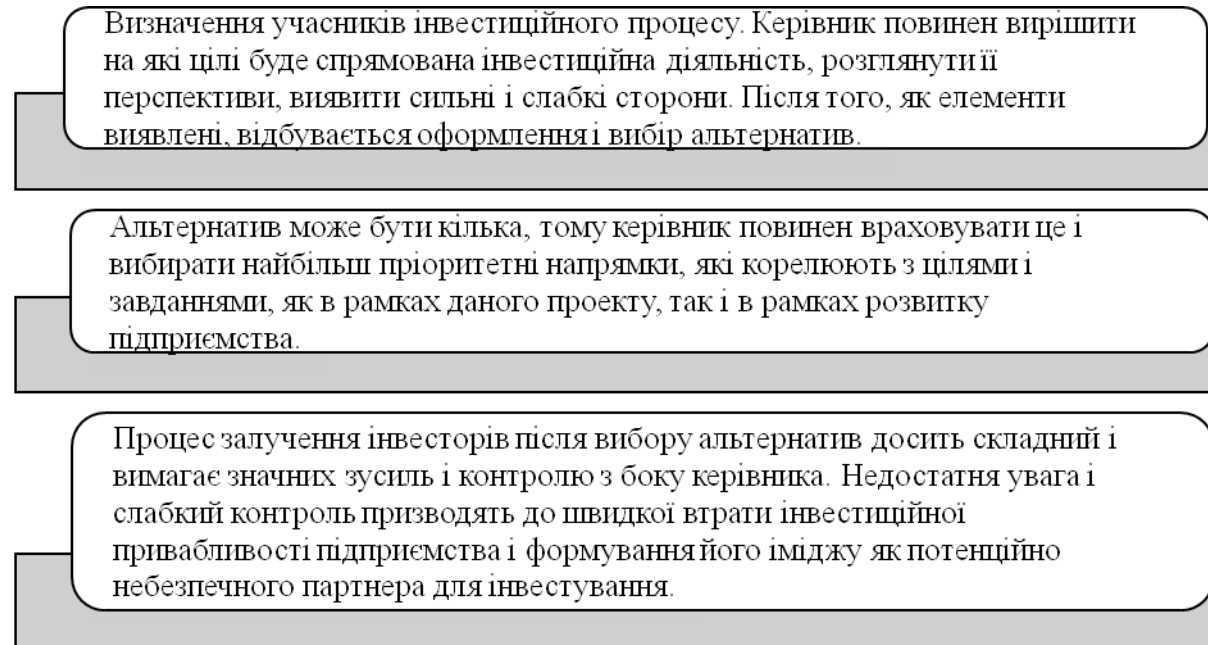 Визначення учасників інвестиційного процесу. Керівник повинен вирішити
на які цілі буде спрямована інвестиційна діяльність, розглянути її
перспективи, виявити сильні і слабкі сторони. Після того, як елементи
виявлені, відбувається оформлення і вибір альтернатив.
Альтернатив може бути кілька, тому керівник повинен враховувати це і
вибирати найбільш пріоритетні напрямки, які корелюють з цілями і
завданнями, як в рамках даного проекту, так і в рамках розвитку
підприємства.
Процес залучення інвесторів після вибору альтернатив досить складний і
вимагає значних зусиль і контролю з боку керівника. Недостатня увага і
слабкий контроль призводять до швидкої втрати інвестиційної
привабливості підприємства і формування його іміджу як потенційно
небезпечного партнера для інвестування.